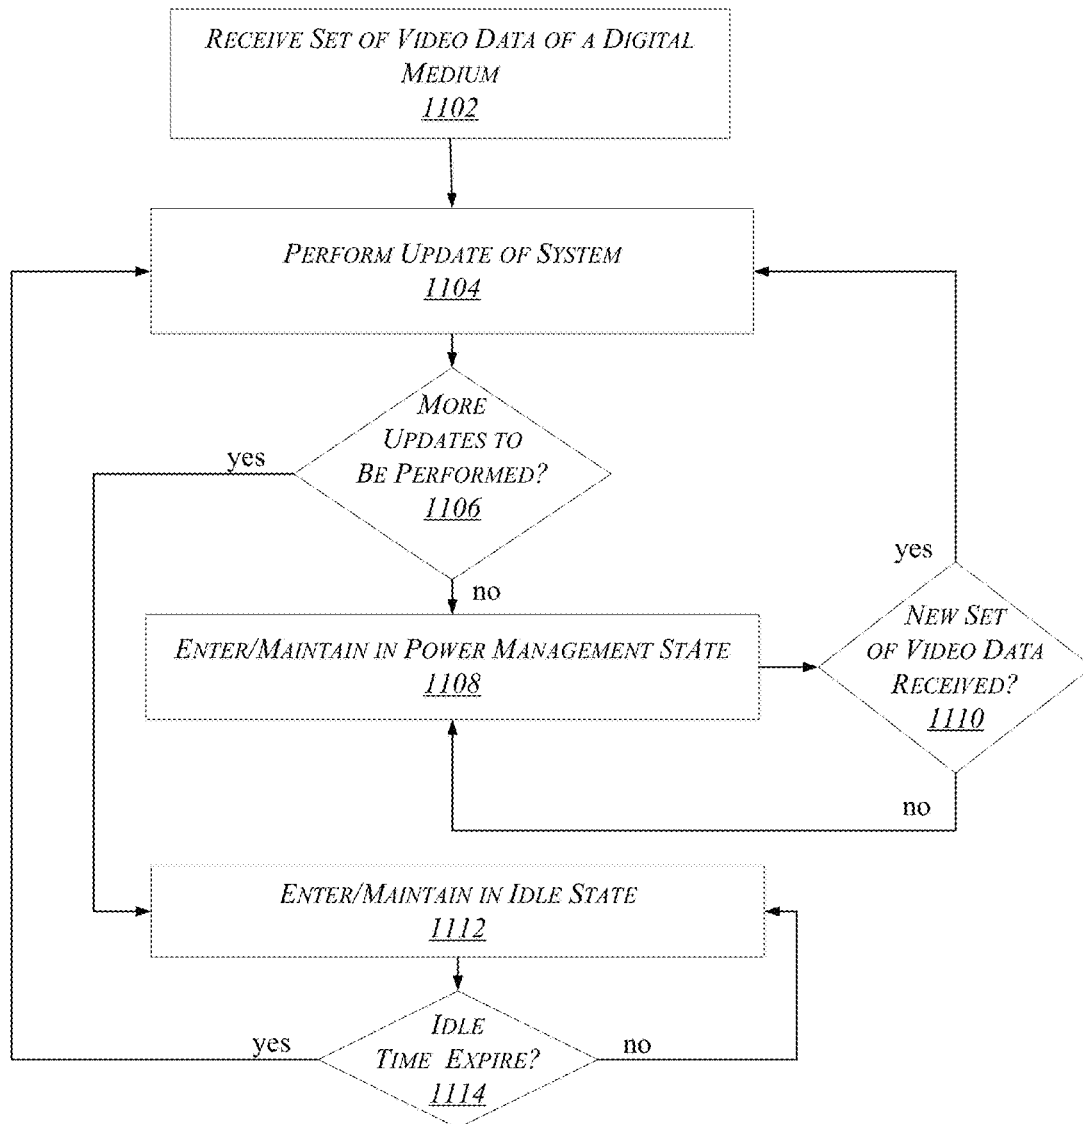 RECEIVE SET OF VIDEO DATA OF A DIGITAL
MEDIUM
1102
PERFORM UPDATE OF SYSTEM
1104
MORE
UPDATES TO
BE PERFORMED?
1106
yes
no
ENTER/MAINTAIN IN POWER MANAGEMENT STATE
1108
yes
NEW SET
OF VIDEO DATA
RECEIVED?
1110
no
ENTER/MAINTAIN IN IDLE STATE
1112
IDLE
TIME EXPIRE?
1114
yes
no